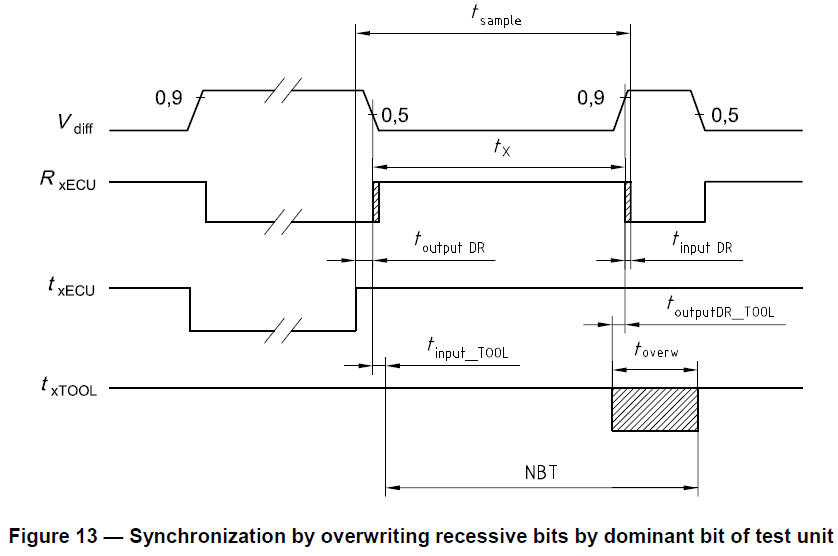 t sample
0,9
0,5
0,9
0,5
V diff
t X
R xECU
t output DR
t input DR
t xECU
t outputDR_TOOL
t input_TOOL
t overw
t xTOOL
NBT
Figure 13 — Synchronization by overwriting recessive bits by dominant bit of test unit